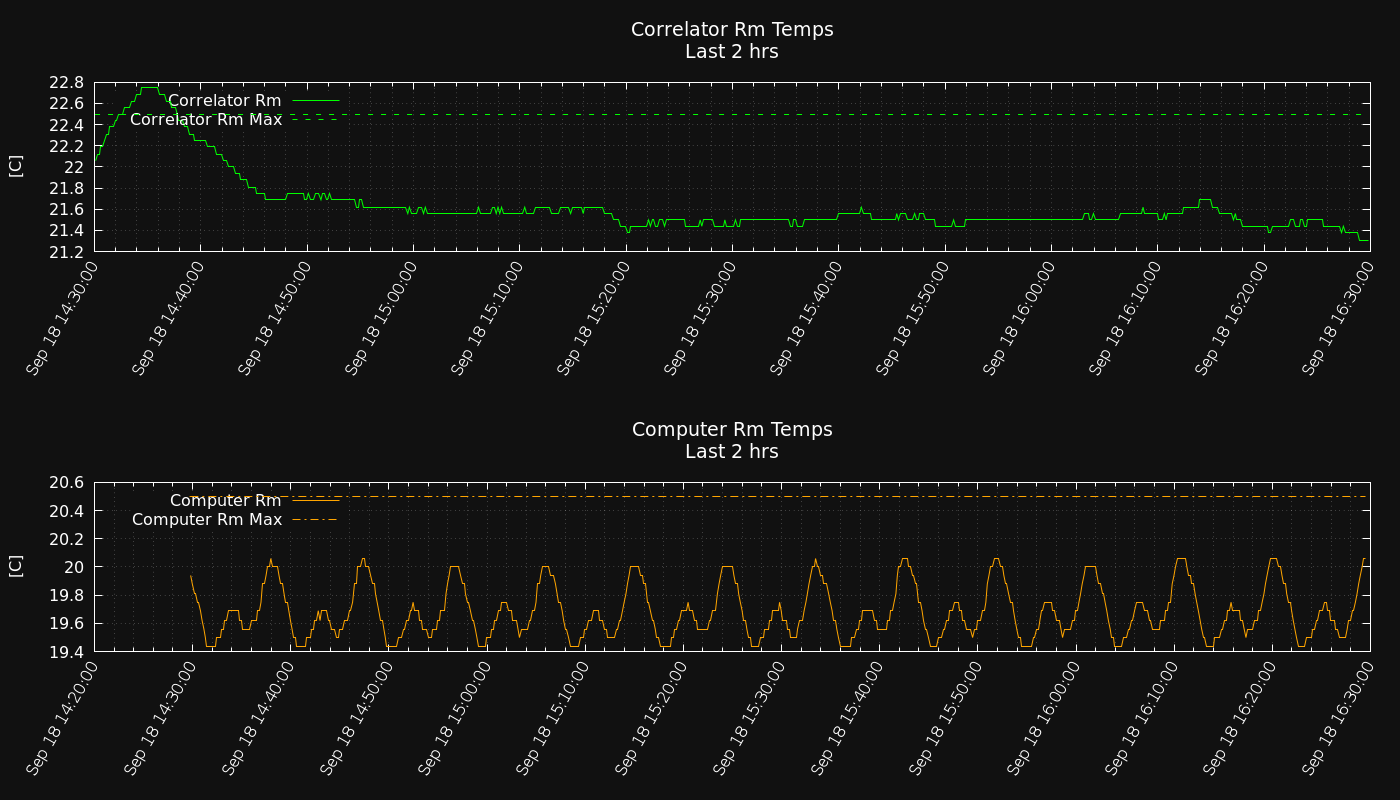 Correlator Rm Temps
Last 2 hrs
22.8
22.6
22.4
22.2
22
21.8
21.6
21.4
21.2
[C]
Correlator Rm
Correlator Rm Max
Sep 18 14:30:00
Sep 18 14:40:00
Sep 18 14:50:00
Sep 18 15:00:00
Sep 18 15:10:00
Sep 18 15:20:00
Sep 18 15:30:00
Sep 18 15:40:00
Sep 18 15:50:00
Sep 18 16:00:00
Sep 18 16:10:00
Sep 18 16:20:00
Sep 18 16:30:00
Computer Rm Temps
Last 2 hrs
20.6
20.4
20.2
20
19.8
19.6
19.4
[C]
Computer Rm
Computer Rm Max
Sep 18 14:20:00
Sep 18 14:30:00
Sep 18 14:40:00
Sep 18 14:50:00
Sep 18 15:00:00
Sep 18 15:10:00
Sep 18 15:20:00
Sep 18 15:30:00
Sep 18 15:40:00
Sep 18 15:50:00
Sep 18 16:00:00
Sep 18 16:10:00
Sep 18 16:20:00
Sep 18 16:30:00